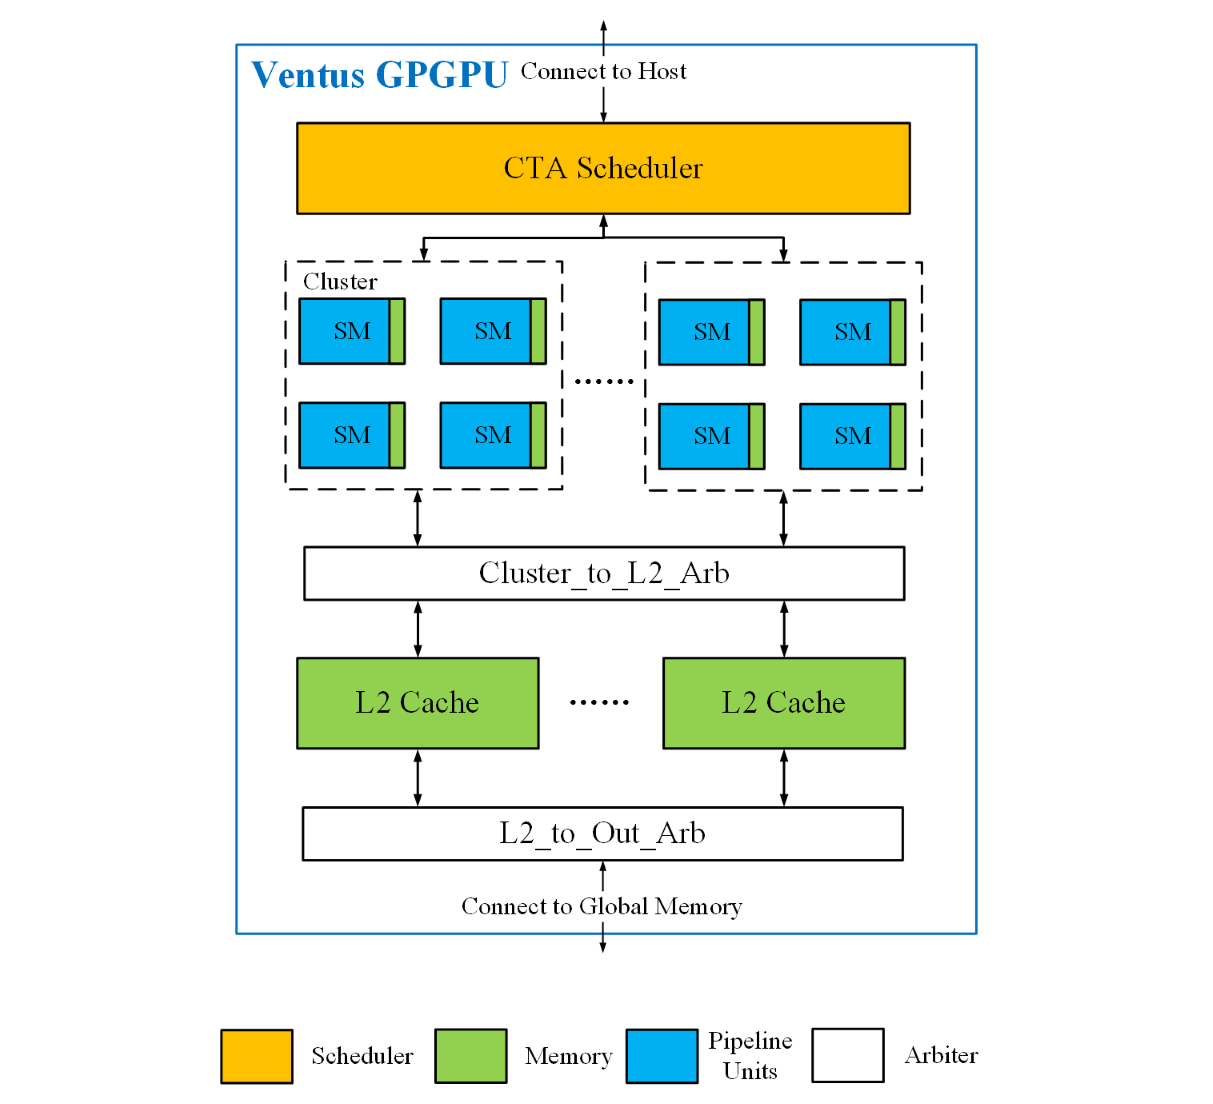 Ventus GPGPU
Connect to Host
CTA Scheduler
Cluster
SM
SM
SM
SM
......
SM
SM
SM
SM
Cluster_to_L2_Arb
L2 Cache
......
L2 Cache
L2_to_Out_Arb
Connect to Global Memory
Scheduler
Memory
Pipeline
Units
Arbiter